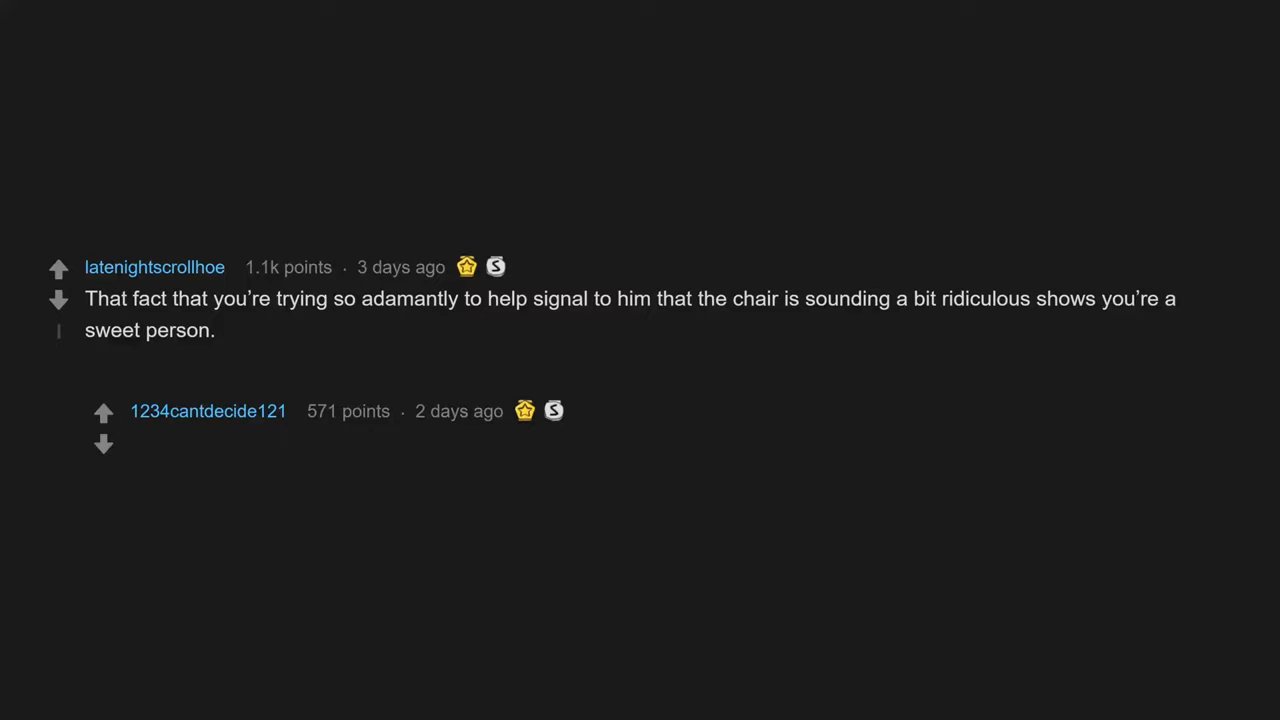 latenightscrollhoe 1.1k points · 3 days ago S
That fact that you’re trying so adamantly to help signal to him that the chair is sounding a bit ridiculous shows you’re a
sweet person.
1234cantdecide121 571 points · 2 days ago S